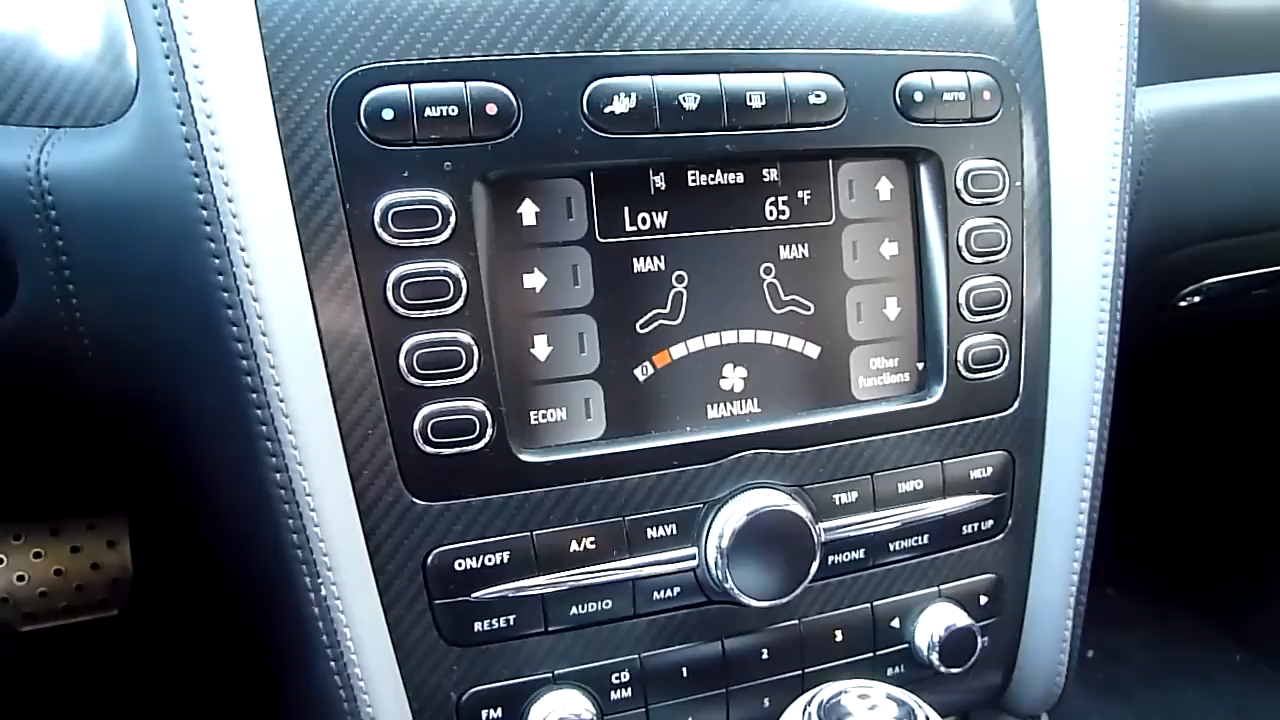 AUTO
AUTO
ElecArea SR
Low 65 °F
MAN MAN
0
MANUAL
ECON
Other
functions
ON/OFF A/C NAVI TRIP INFO HELP
RESET AUDIO MAP PHONE VEHICLE SET UP
FM CD
MM
1 2 3
5
BAL